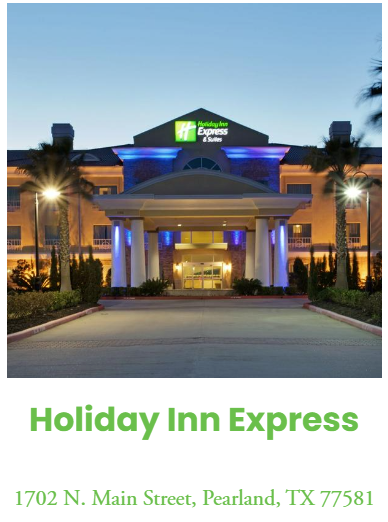 Holiday Inn
Express
& Suites
Holiday Inn Express
1702 N. Main Street, Pearland, TX 77581